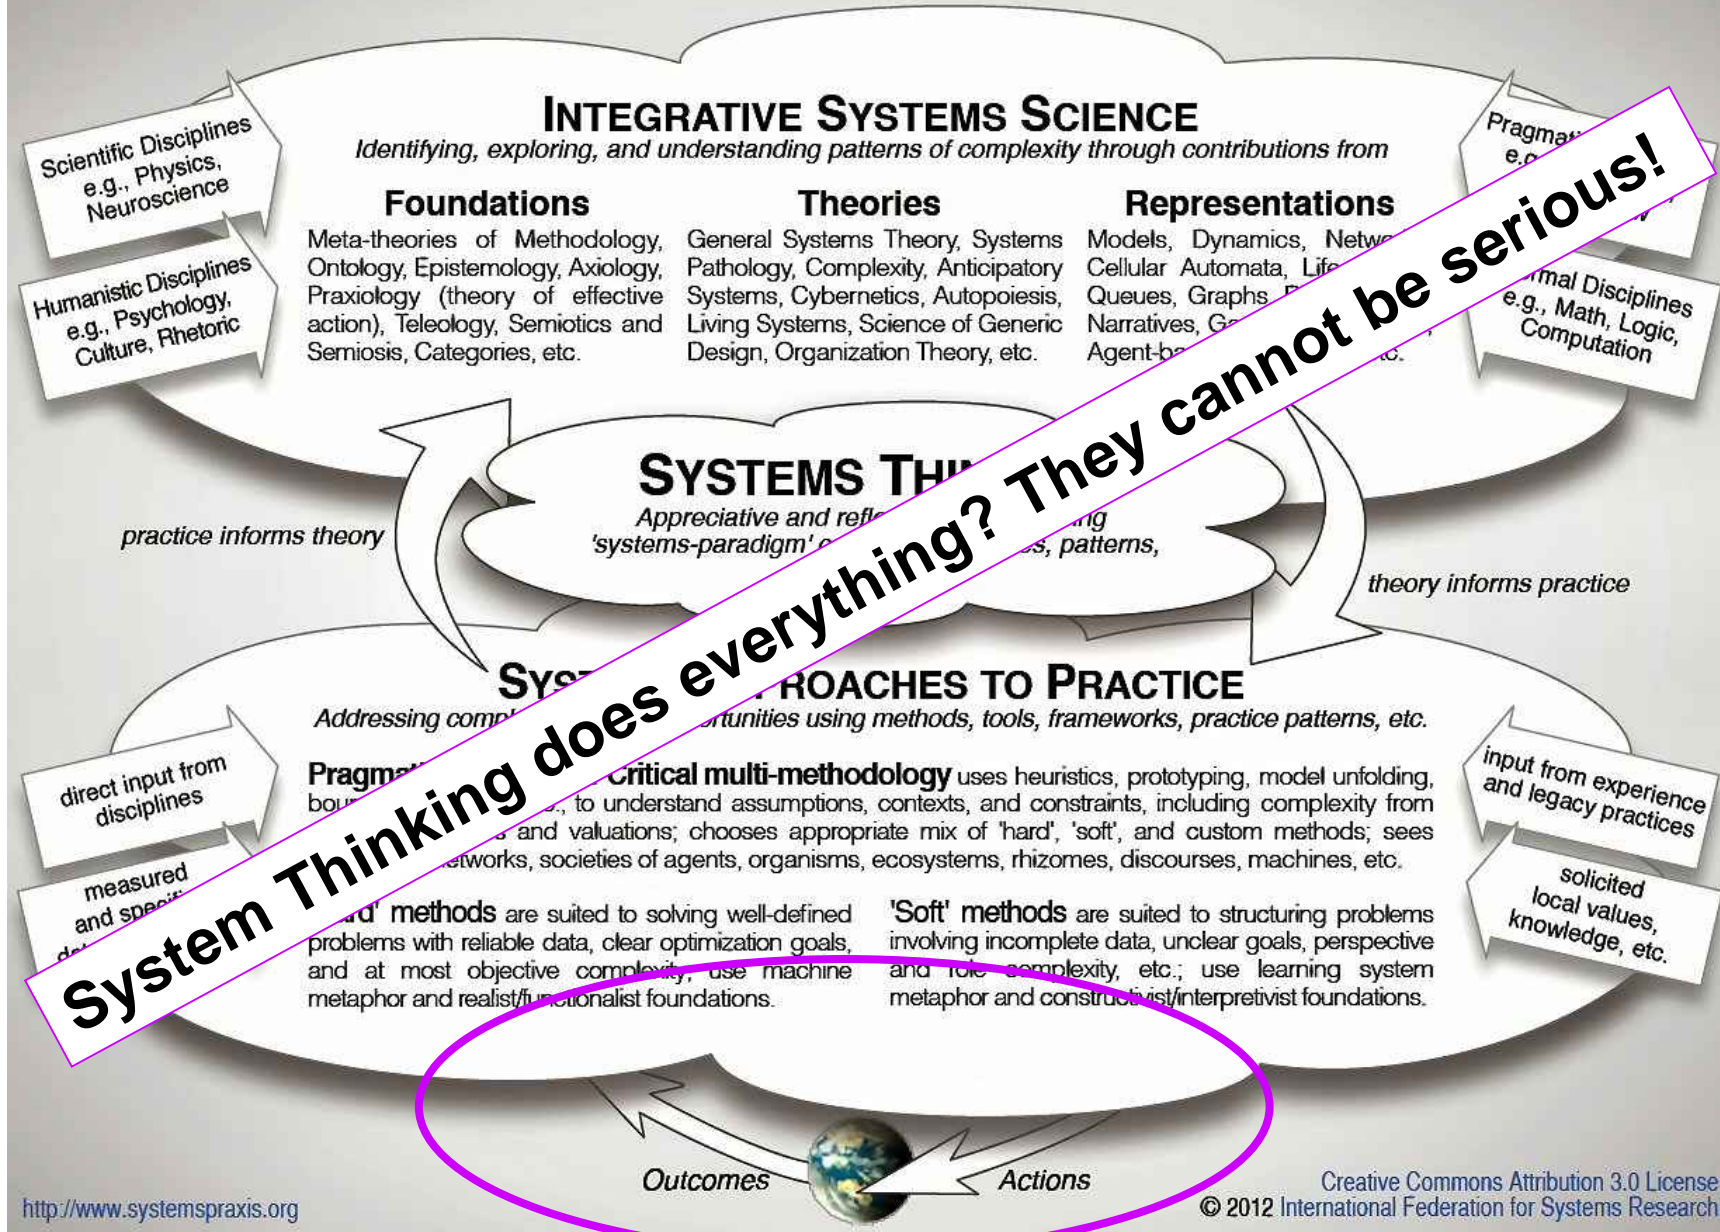 INTEGRATIVE SYSTEMS SCIENCE
Identifying, exploring, and understanding patterns of complexity through contributions from
Scientific Disciplines
e.g., Physics,
Neuroscience
Humanistic Disciplines
e.g., Psychology,
Culture, Rhetoric
Foundations
Meta-theories of Methodology,
Ontology, Epistemology, Axiology,
Praxiology (theory of effective
action), Teleology, Semiotics and
Semiosis, Categories, etc.
Theories
General Systems Theory, Systems
Pathology, Complexity, Anticipatory
Systems, Cybernetics, Autopoiesis,
Living Systems, Science of Generic
Design, Organization Theory, etc.
Representations
Models, Dynamics,
Cellular Automata,
Queues, Graphs,
Narratives,
etc.
Disciplines
e.g., Math, Logic,
Computation
System Thinking does everything? They cannot be serious!
SYSTEMS
Appreciative and
'systems-paradigm' patterns,
practice informs theory
theory informs practice
TO PRACTICE
Addressing using methods, tools, frameworks, practice patterns, etc.
direct input from
disciplines
measured
and
input from experience
and legacy practices
solicited
local values,
knowledge, etc.
Critical multi-methodology uses heuristics, prototyping, model unfolding,
to understand assumptions, contexts, and constraints, including complexity from
and valuations; chooses appropriate mix of 'hard', 'soft', and custom methods; sees
societies of agents, organisms, ecosystems, rhizomes, discourses, machines, etc.
methods are suited to solving well-defined
problems with reliable data, clear optimization goals,
and at most objective complexity; use machine
metaphor and realist/functionalist foundations.
'Soft' methods are suited to structuring problems
involving incomplete data, unclear goals, perspective
and role complexity, etc.; use learning system
metaphor and constructivist/interpretivist foundations.
Outcomes
Actions
http://www.systemspraxis.org
Creative Commons Attribution 3.0 License
© 2012 International Federation for Systems Research